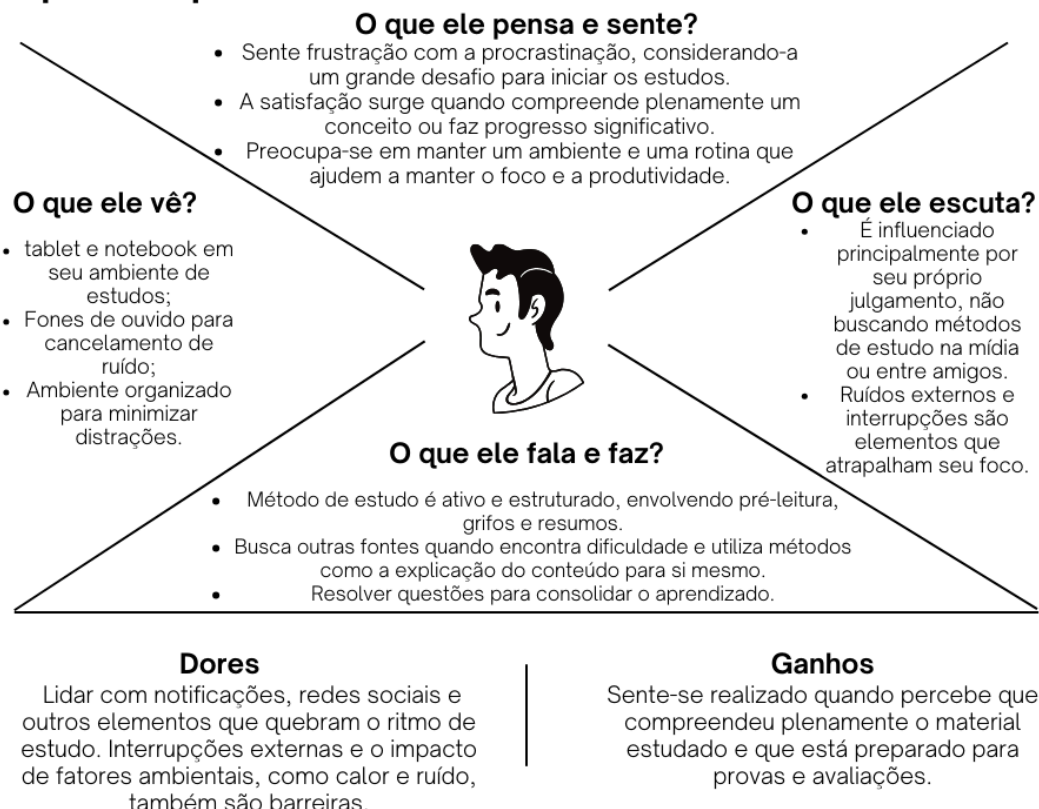 O que ele pensa e sente?
• Sente frustração com a procrastinação, considerando-a
um grande desafio para iniciar os estudos.
• A satisfação surge quando compreende plenamente um
conceito ou faz progresso significativo.
• Preocupa-se em manter um ambiente e uma rotina que
ajudem a manter o foco e a produtividade.
O que ele vê?
• tablet e notebook em
seu ambiente de
estudos;
• Fones de ouvido para
cancelamento de
ruído;
• Ambiente organizado
para minimizar
distrações.
O que ele escuta?
• É influenciado
principalmente por
seu próprio
julgamento, não
buscando métodos
de estudo na mídia
ou entre amigos.
• Ruídos externos e
interrupções são
elementos que
atrapalham seu foco.
O que ele fala e faz?
• Método de estudo é ativo e estruturado, envolvendo pré-leitura,
grifos e resumos.
• Busca outras fontes quando encontra dificuldade e utiliza métodos
como a explicação do conteúdo para si mesmo.
• Resolver questões para consolidar o aprendizado.
Dores
Lidar com notificações, redes sociais e
outros elementos que quebram o ritmo de
estudo. Interrupções externas e o impacto
de fatores ambientais, como calor e ruído,
também são barreiras.
Ganhos
Sente-se realizado quando percebe que
compreendeu plenamente o material
estudado e que está preparado para
provas e avaliações.